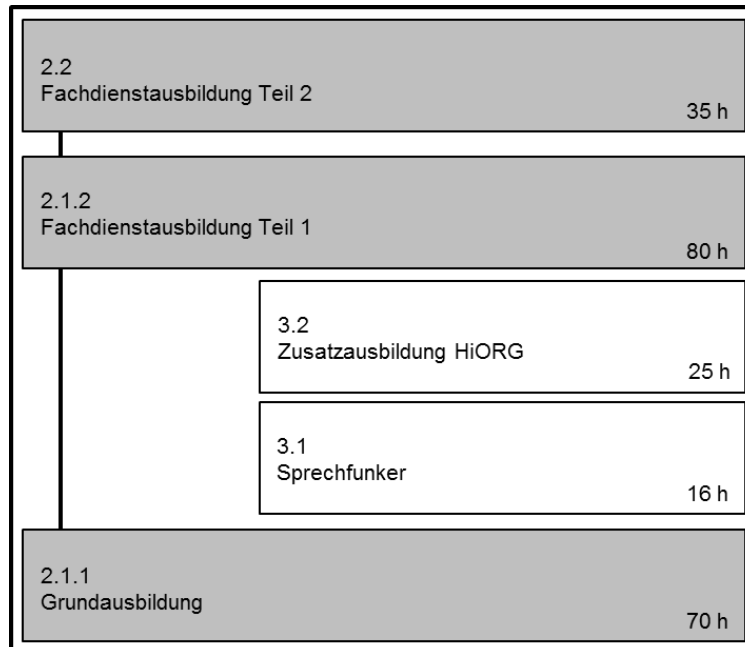 2.2
Fachdienstausbildung Teil 2
35 h
2.1.2
Fachdienstausbildung Teil 1
80 h
3.2
Zusatzausbildung HiORG
25 h
3.1
Sprechfunker
16 h
2.1.1
Grundausbildung
70 h